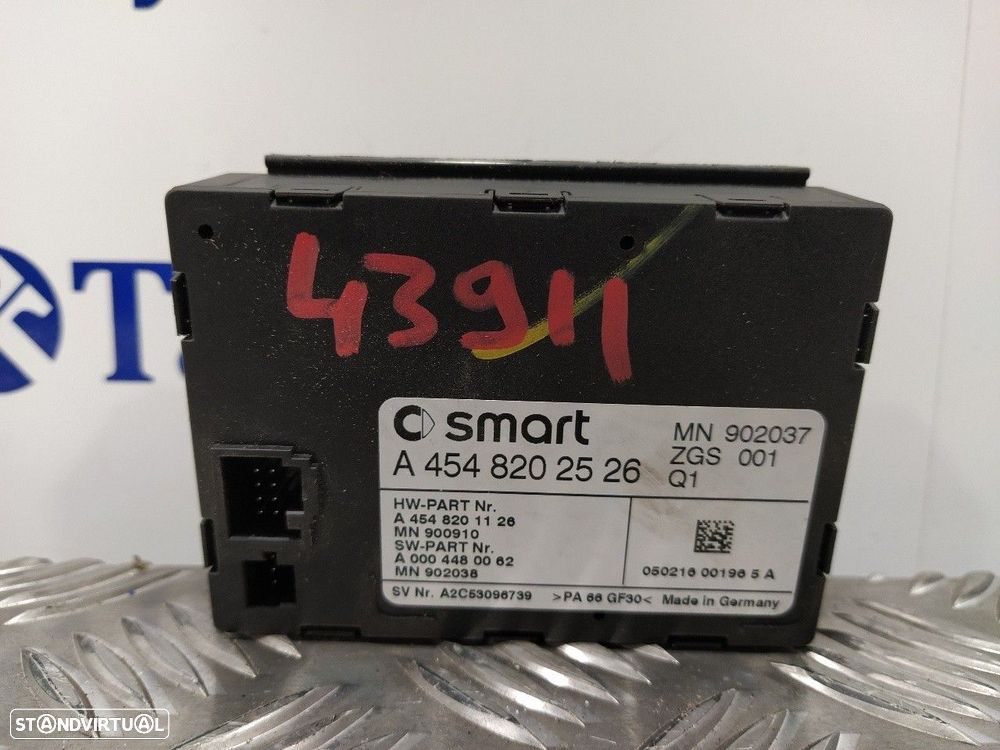 T
43911
smart
A 454 820 25 26
MN 902037
ZGS 001
Q1
HW-PART Nr.
A 454 820 11 26
MN 900910
SW-PART Nr.
A 000 448 00 62
MN 902038
050216 00196 5 A
SV Nr. A2C53096739 >PA 66 GF30< Made in Germany
STANDVIRTUAL